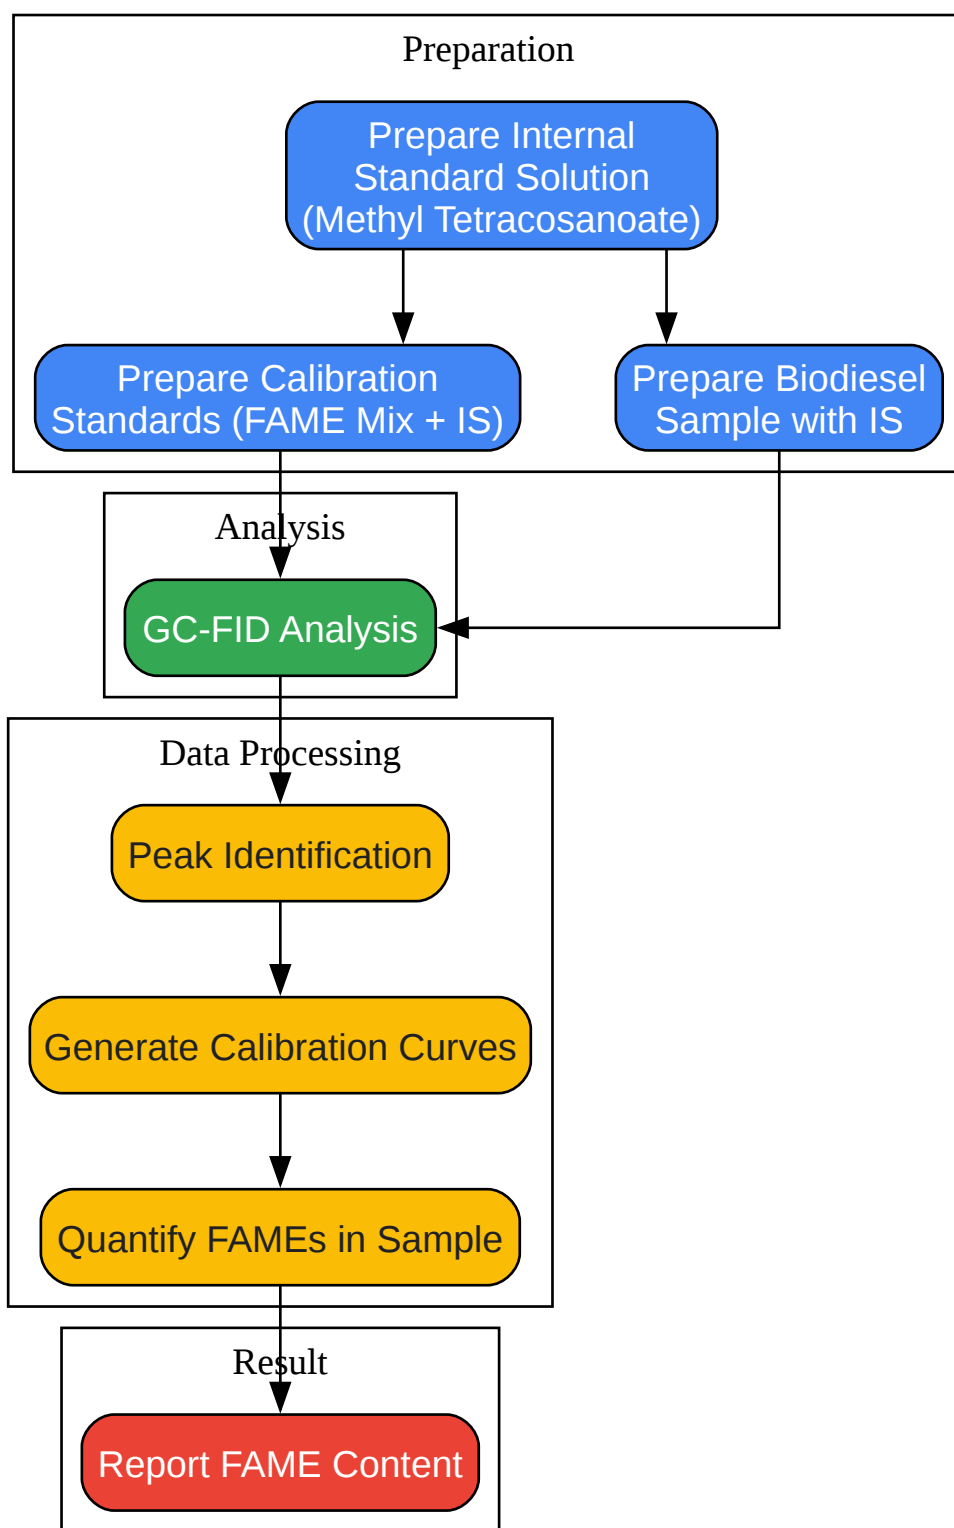 Preparation
Prepare Internal
Standard Solution
(Methyl Tetracosanoate)
Prepare Calibration
Standards (FAME Mix + IS)
Prepare Biodiesel
Sample with IS
Analysis
GC-FID Analysis
Data Processing
Peak Identification
Generate Calibration Curves
Quantify FAMEs in Sample
Result
Report FAME Content